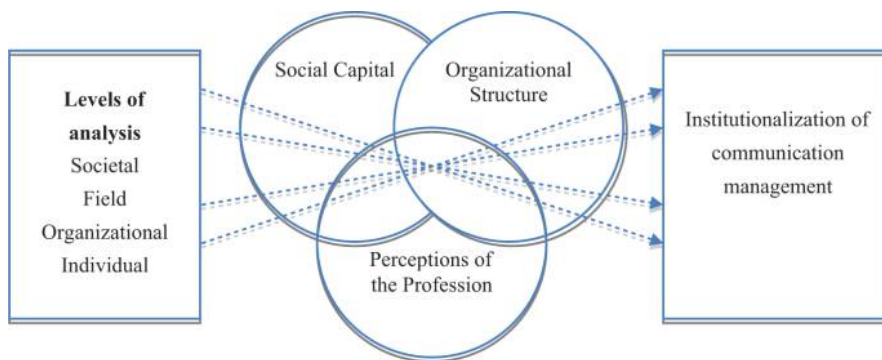 Levels of
analysis
Societal
Field
Organizational
Individual
Social Capital
Organizational
Structure
Perceptions of
the Profession
Institutionalization of
communication
management